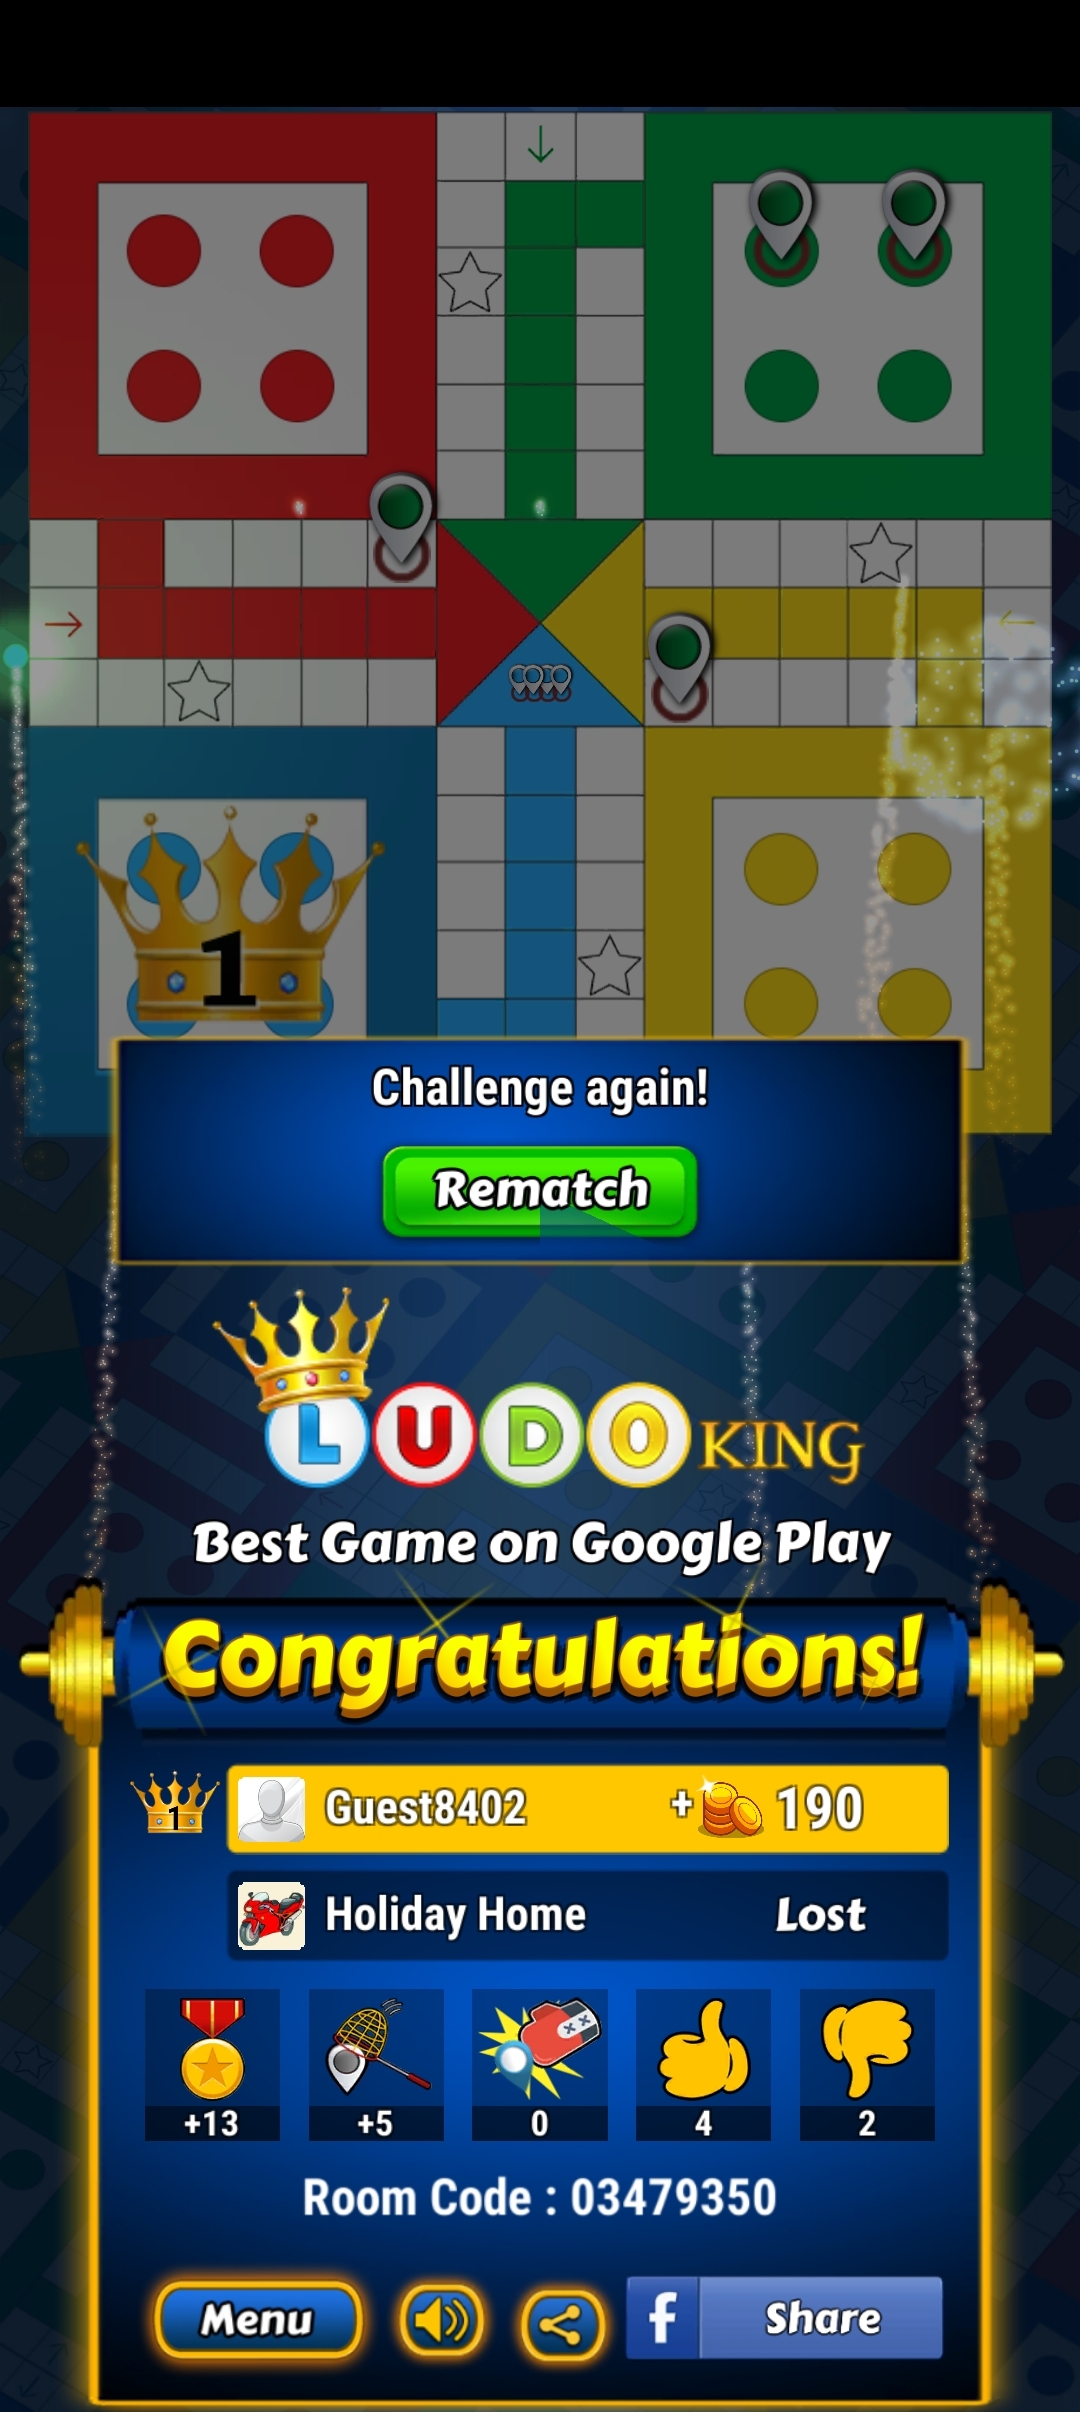 1
Challenge again!
Rematch
LUDO KING
Best Game on Google Play
Congratulations!
1 Guest8402 + 190
Holiday Home Lost
+13 +5 0 4 2
Room Code : 03479350
Menu f Share